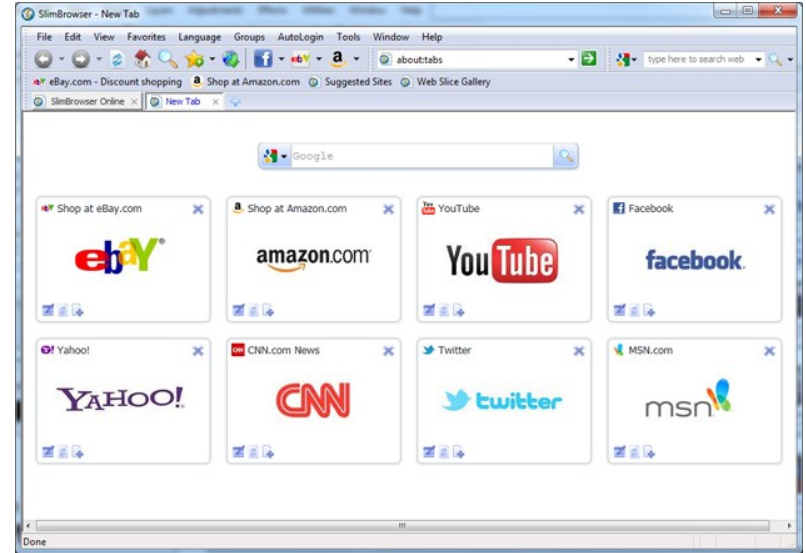 SlimBrowser - New Tab
File Edit View Favorites Language Groups AutoLogin Tools Window Help
about:tabs type here to search web
eBay.com - Discount shopping Shop at Amazon.com Suggested Sites Web Slice Gallery
SlimBrowser Online New Tab
Google
Shop at eBay.com Shop at Amazon.com YouTube Facebook
ebaY amazon.com YouTube facebook.
Yahoo! CNN.com News Twitter MSN.com
YAHOO! CNN twitter msn
Done